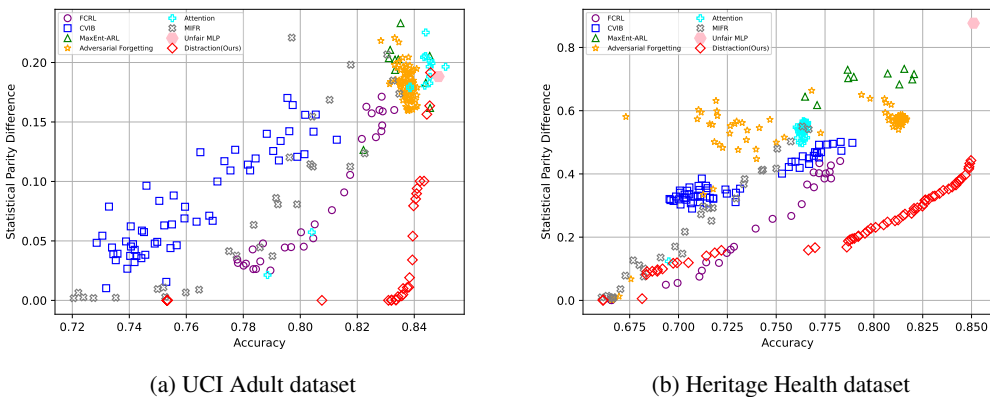 FCRL
CVIB
MaxEnt-ARL
Adversarial Forgetting
Attention
MIFR
Unfair MLP
Distraction(Ours)
Statistical Parity Difference
0.20
0.15
0.10
0.05
0.00
0.72 0.74 0.76 0.78 0.80 0.82 0.84
Accuracy
(a) UCI Adult dataset
FCRL
CVIB
MaxEnt-ARL
Adversarial Forgetting
Attention
MIFR
Unfair MLP
Distraction(Ours)
Statistical Parity Difference
0.8
0.6
0.4
0.2
0.0
0.675 0.700 0.725 0.750 0.775 0.800 0.825 0.850
Accuracy
(b) Heritage Health dataset